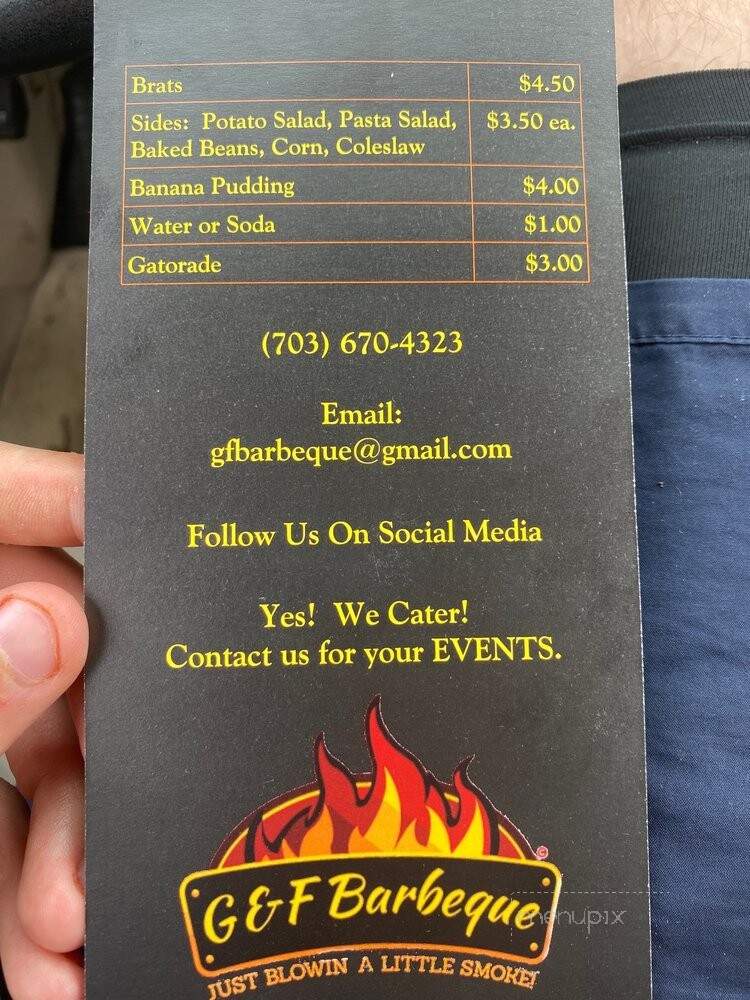 Brats $4.50
Sides: Potato Salad, Pasta Salad, $3.50 ea.
Baked Beans, Corn, Coleslaw
Banana Pudding $4.00
Water or Soda $1.00
Gatorade $3.00
(703) 670-4323
Email:
gfbarbeque@gmail.com
Follow Us On Social Media
Yes! We Cater!
Contact us for your EVENTS.
©
G & F Barbeque
menupix
JUST BLOWIN A LITTLE SMOKE!